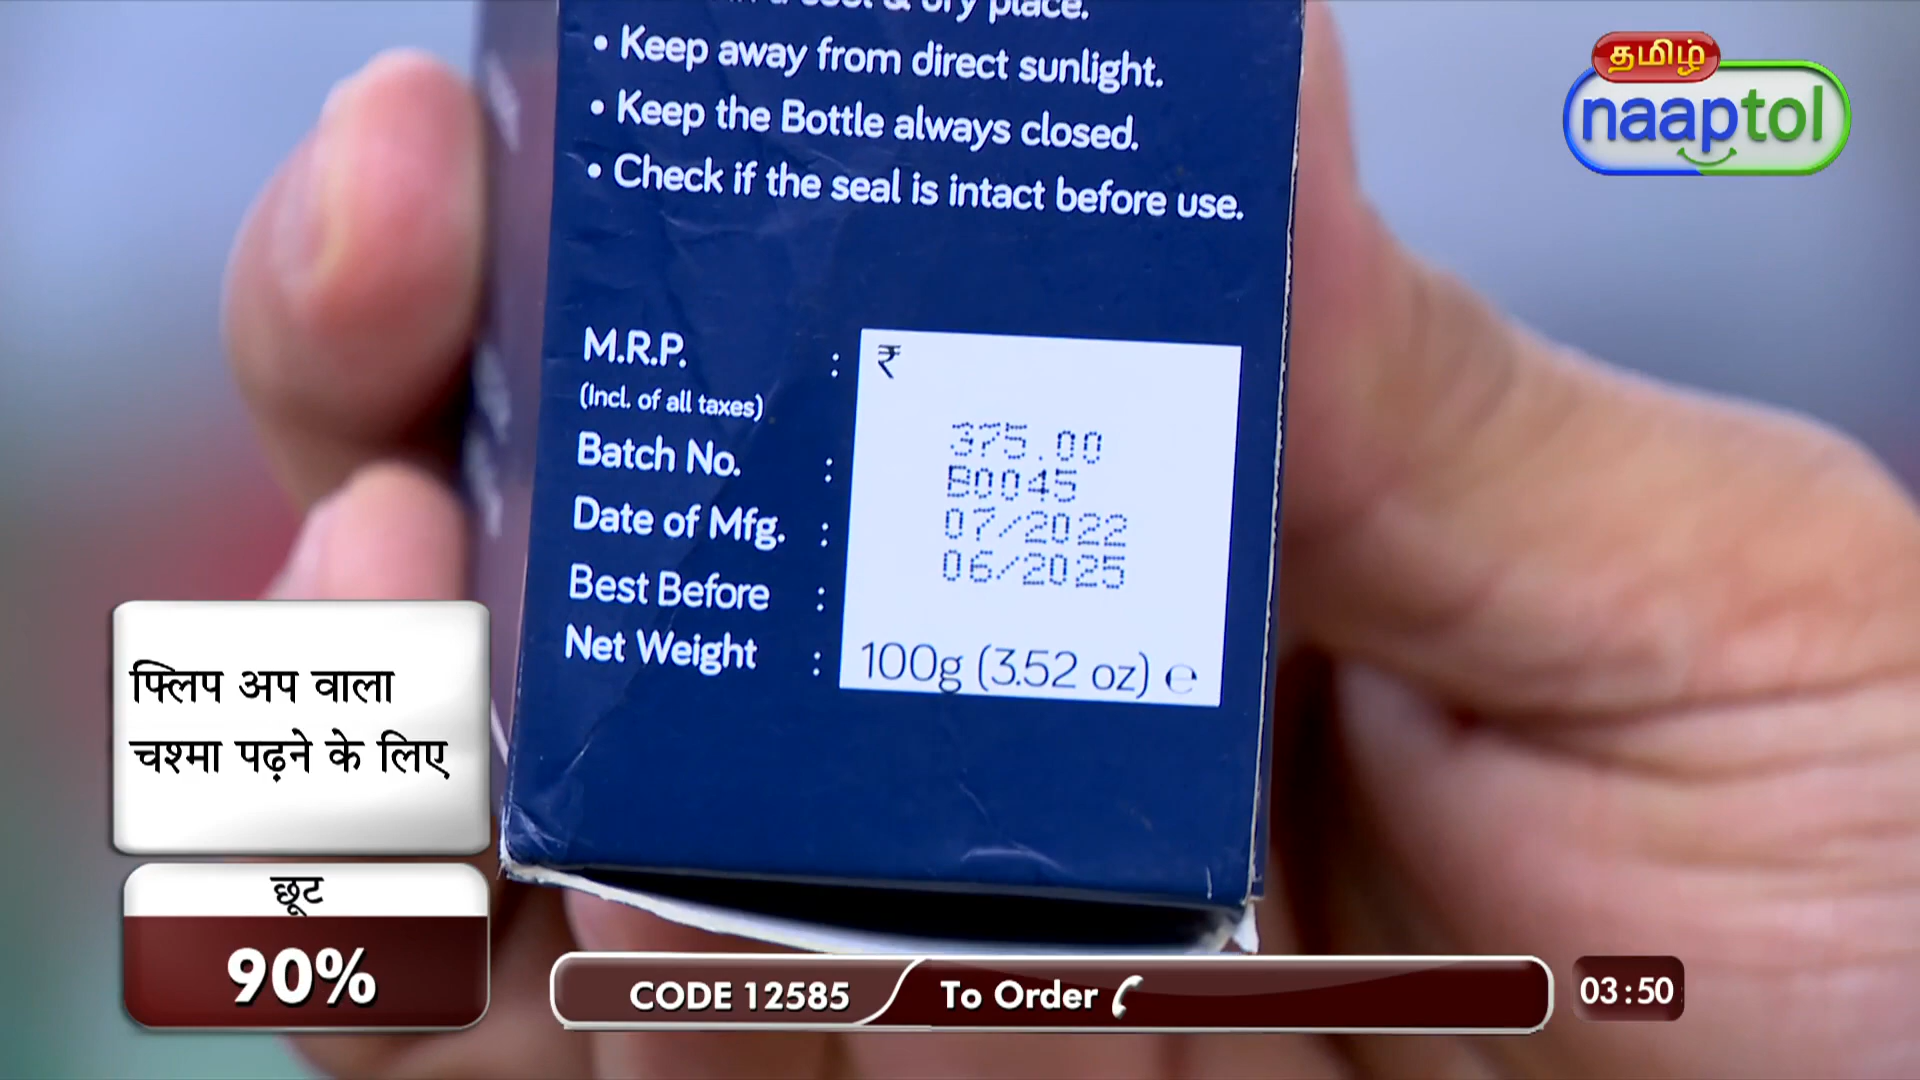 place.
• Keep away from direct sunlight.
• Keep the Bottle always closed.
• Check if the seal is intact before use.
தமிழ்
naaptol
M.R.P. : ₹
(Incl. of all taxes)
375.00
Batch No. : B0045
Date of Mfg. : 07/2022
Best Before : 06/2025
Net Weight : 100g (3.52 oz) ℮
फ्लिप अप वाला
चश्मा पढ़ने के लिए
छूट
90%
CODE 12585
To Order
03:50